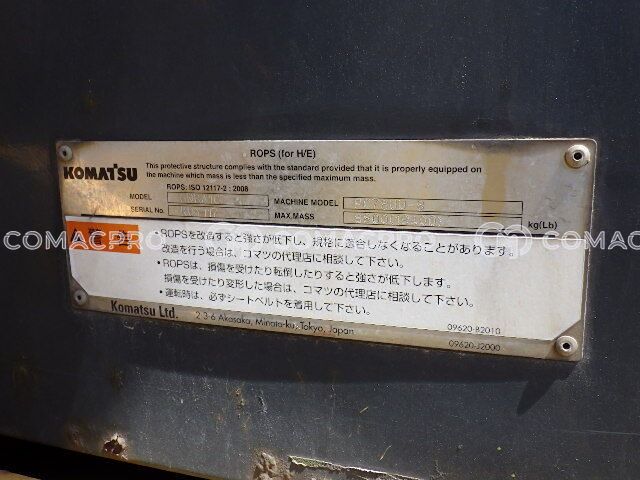 ROPS (for H/E)
KOMATSU
This protective structure complies with the standard provided that it is properly equipped on
the machine which mass is less than the specified maximum mass.
ROPS: ISO 12117-2 : 2008
MODEL
MACHINE MODEL
SERIAL No.
MAX.MASS
kg(Lb)
注意
・ROPSを改造すると強さが低下し、規格に適合しなくなることがあります。
改造を行う場合は、コマツの代理店に相談して下さい。
・ROPSは、損傷を受けたり転倒したりすると強さが低下します。
損傷を受けたり変形した場合は、コマツの代理店に相談して下さい。
・運転時は、必ずシートベルトを着用して下さい。
Komatsu Ltd.
2-3-6 Akasaka, Minato-ku, Tokyo, Japan
09620-B2010
09620-J2000
COMACPRO